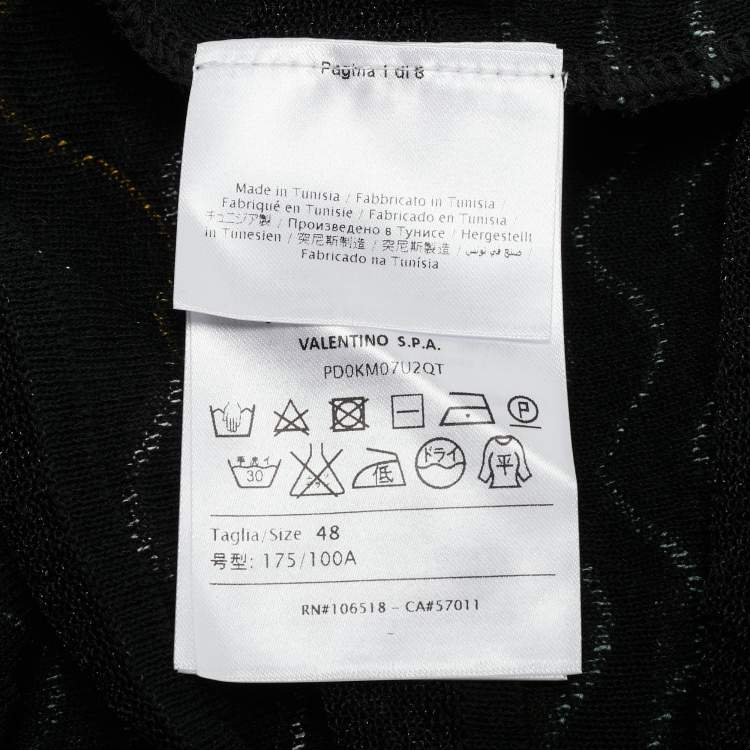 Pagina 1 di 8
Made in Tunisia / Fabbricato in Tunisia /
Fabriqué en Tunisie / Fabricado en Tunisia /
チュニジア製 / Произведено в Тунисе / Hergestellt
in Tunesien / 突尼斯制造 / 突尼斯製造 / صنع في تونس /
Fabricado na Tunísia
VALENTINO S.P.A.
PD0KM07U2QT
P
手洗イ 30 低 ドライ 平
Taglia/Size 48
号型: 175/100A
RN#106518 - CA#57011